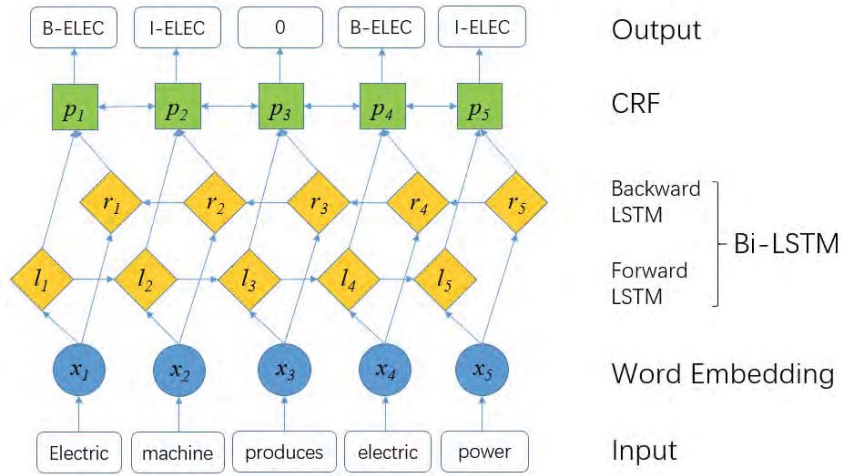 B-ELEC I-ELEC 0 B-ELEC I-ELEC Output
p1 p2 p3 p4 p5 CRF
r1 r2 r3 r4 r5 Backward
LSTM
Bi-LSTM
l1 l2 l3 l4 l5 Forward
LSTM
x1 x2 x3 x4 x5 Word Embedding
Electric machine produces electric power Input